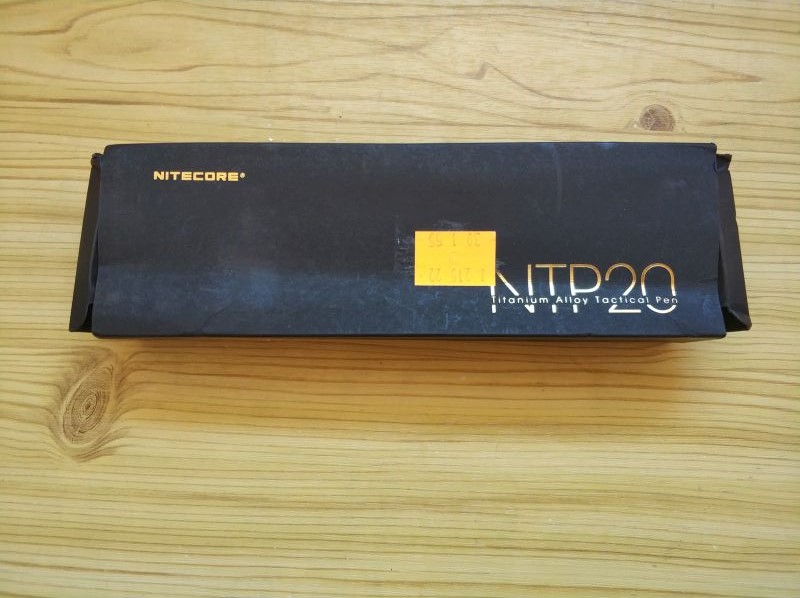 NITECORE®
NTP20
Titanium Alloy Tactical Pen